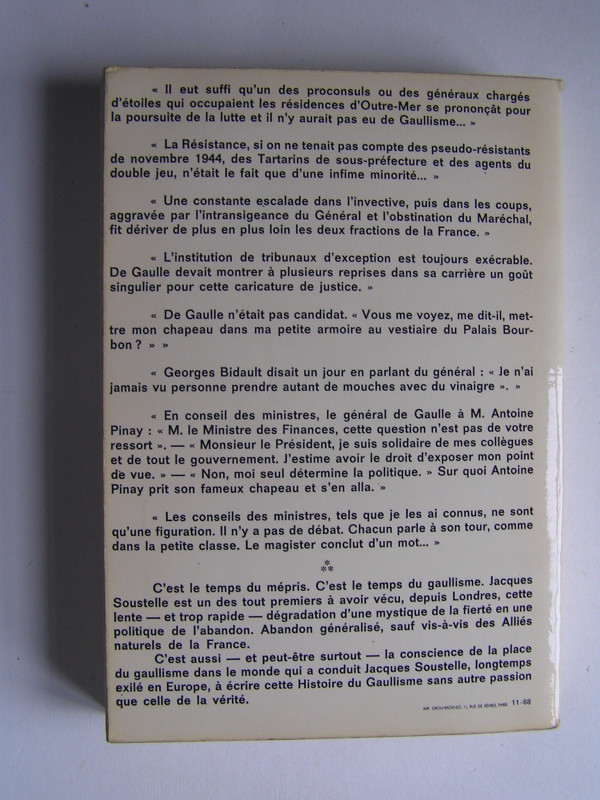 « Il eut suffi qu'un des proconsuls ou des généraux chargés
d'étoiles qui occupaient les résidences d'Outre-Mer se prononçât pour
la poursuite de la lutte et il n'y aurait pas eu de Gaullisme... »
« La Résistance, si on ne tenait pas compte des pseudo-résistants
de novembre 1944, des Tartarins de sous-préfecture et des agents du
double jeu, n'était le fait que d'une infime minorité... »
« Une constante escalade dans l'invective, puis dans les coups,
aggravée par l'intransigeance du Général et l'obstination du Maréchal,
fit dériver de plus en plus loin les deux fractions de la France. »
« L'institution de tribunaux d'exception est toujours exécrable.
De Gaulle devait montrer à plusieurs reprises dans sa carrière un goût
singulier pour cette caricature de justice. »
« De Gaulle n'était pas candidat. « Vous me voyez, me dit-il, met-
tre mon chapeau dans ma petite armoire au vestiaire du Palais Bour-
bon ? » »
« Georges Bidault disait un jour en parlant du général : « Je n'ai
jamais vu personne prendre autant de mouches avec du vinaigre ». »
« En conseil des ministres, le général de Gaulle à M. Antoine
Pinay : « M. le Ministre des Finances, cette question n'est pas de votre
ressort ». — « Monsieur le Président, je suis solidaire de mes collègues
et de tout le gouvernement. J'estime avoir le droit d'exposer mon point
de vue. » — « Non, moi seul détermine la politique. » Sur quoi Antoine
Pinay prit son fameux chapeau et s'en alla. »
« Les conseils des ministres, tels que je les ai connus, ne sont
qu'une figuration. Il n'y a pas de débat. Chacun parle à son tour, comme
dans la petite classe. Le magister conclut d'un mot... »
⁂
C'est le temps du mépris. C'est le temps du gaullisme. Jacques
Soustelle est un des tout premiers à avoir vécu, depuis Londres, cette
lente — et trop rapide — dégradation d'une mystique de la fierté en une
politique de l'abandon. Abandon généralisé, sauf vis-à-vis des Alliés
naturels de la France.
C'est aussi — et peut-être surtout — la conscience de la place
du gaullisme dans le monde qui a conduit Jacques Soustelle, longtemps
exilé en Europe, à écrire cette Histoire du Gaullisme sans autre passion
que celle de la vérité.
IMP. GROU-RADENEZ, 11, RUE DE SÈVRES, PARIS 11-68